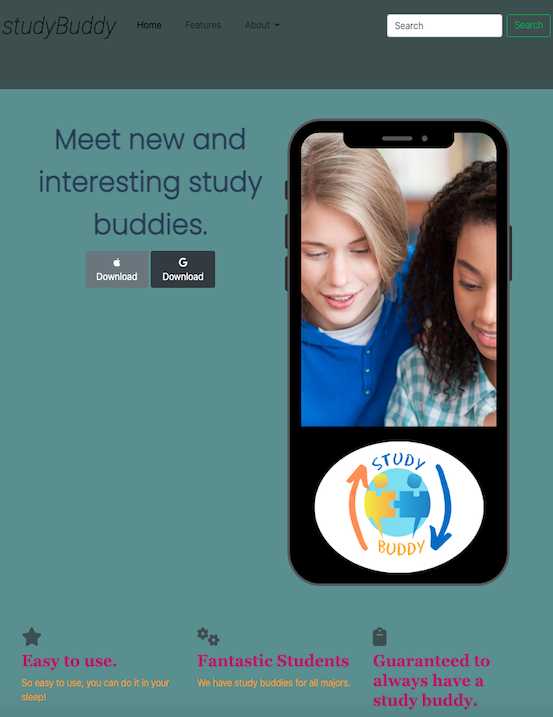 studyBuddy Home Features About Search Search
Meet new and
interesting study
buddies.
Download Download
STUDY
BUDDY
Easy to use. Fantastic Students Guaranteed to
always have a
study buddy.
So easy to use, you can do it in your We have study buddies for all majors.
sleep!